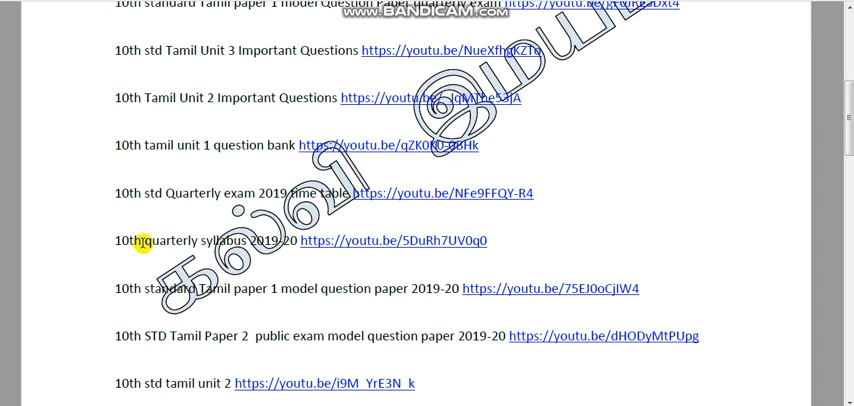 www.BANDICAM.com
10th standard Tamil paper 1 model Question Paper quarterly exam
10th std Tamil Unit 3 Important Questions
10th Tamil Unit 2 Important Questions
10th tamil unit 1 question bank
10th std Quarterly exam 2019 time table https://youtu.be/NFe9FFQY-R4
10th quarterly syllabus 2019-20 https://youtu.be/5DuRh7UV0q0
10th standard Tamil paper 1 model question paper 2019-20 https://youtu.be/75EJ0oCjIW4
10th STD Tamil Paper 2 public exam model question paper 2019-20 https://youtu.be/dHODyMtPUpg
10th std tamil unit 2 https://youtu.be/i9M_YrE3N_k
கல்வி இமயம்